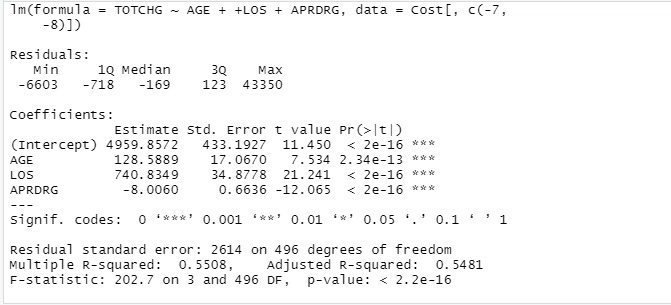 lm(formula = TOTCHG ~ AGE + +LOS + APRDRG, data = Cost[, c(-7,
    -8)])
Residuals:
   Min     1Q Median     3Q    Max
 -6603   -718   -169    123  43350
Coefficients:
             Estimate Std. Error t value Pr(>|t|)
(Intercept) 4959.8572   433.1927  11.450  < 2e-16 ***
AGE          128.5889    17.0670   7.534 2.34e-13 ***
LOS          740.8349    34.8778  21.241  < 2e-16 ***
APRDRG        -8.0060     0.6636 -12.065  < 2e-16 ***
---
Signif. codes:  0 ‘***’ 0.001 ‘**’ 0.01 ‘*’ 0.05 ‘.’ 0.1 ‘ ’ 1
Residual standard error: 2614 on 496 degrees of freedom
Multiple R-squared:  0.5508,    Adjusted R-squared:  0.5481
F-statistic: 202.7 on 3 and 496 DF,  p-value: < 2.2e-16